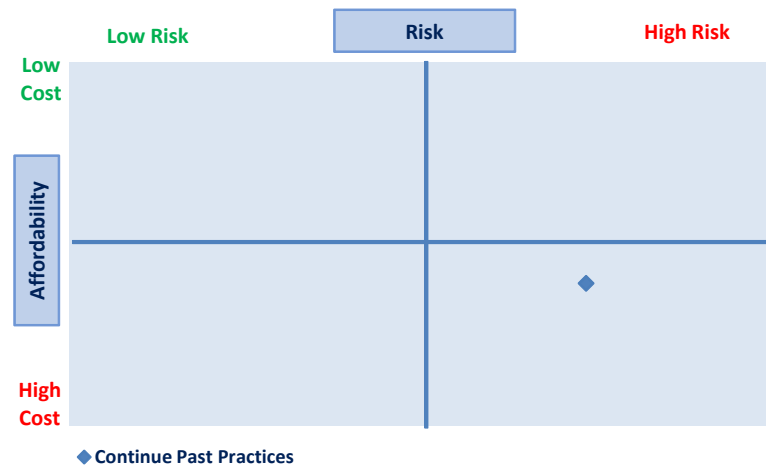 Low Risk
Risk
High Risk
Low
Cost
Affordability
High
Cost
Continue Past Practices